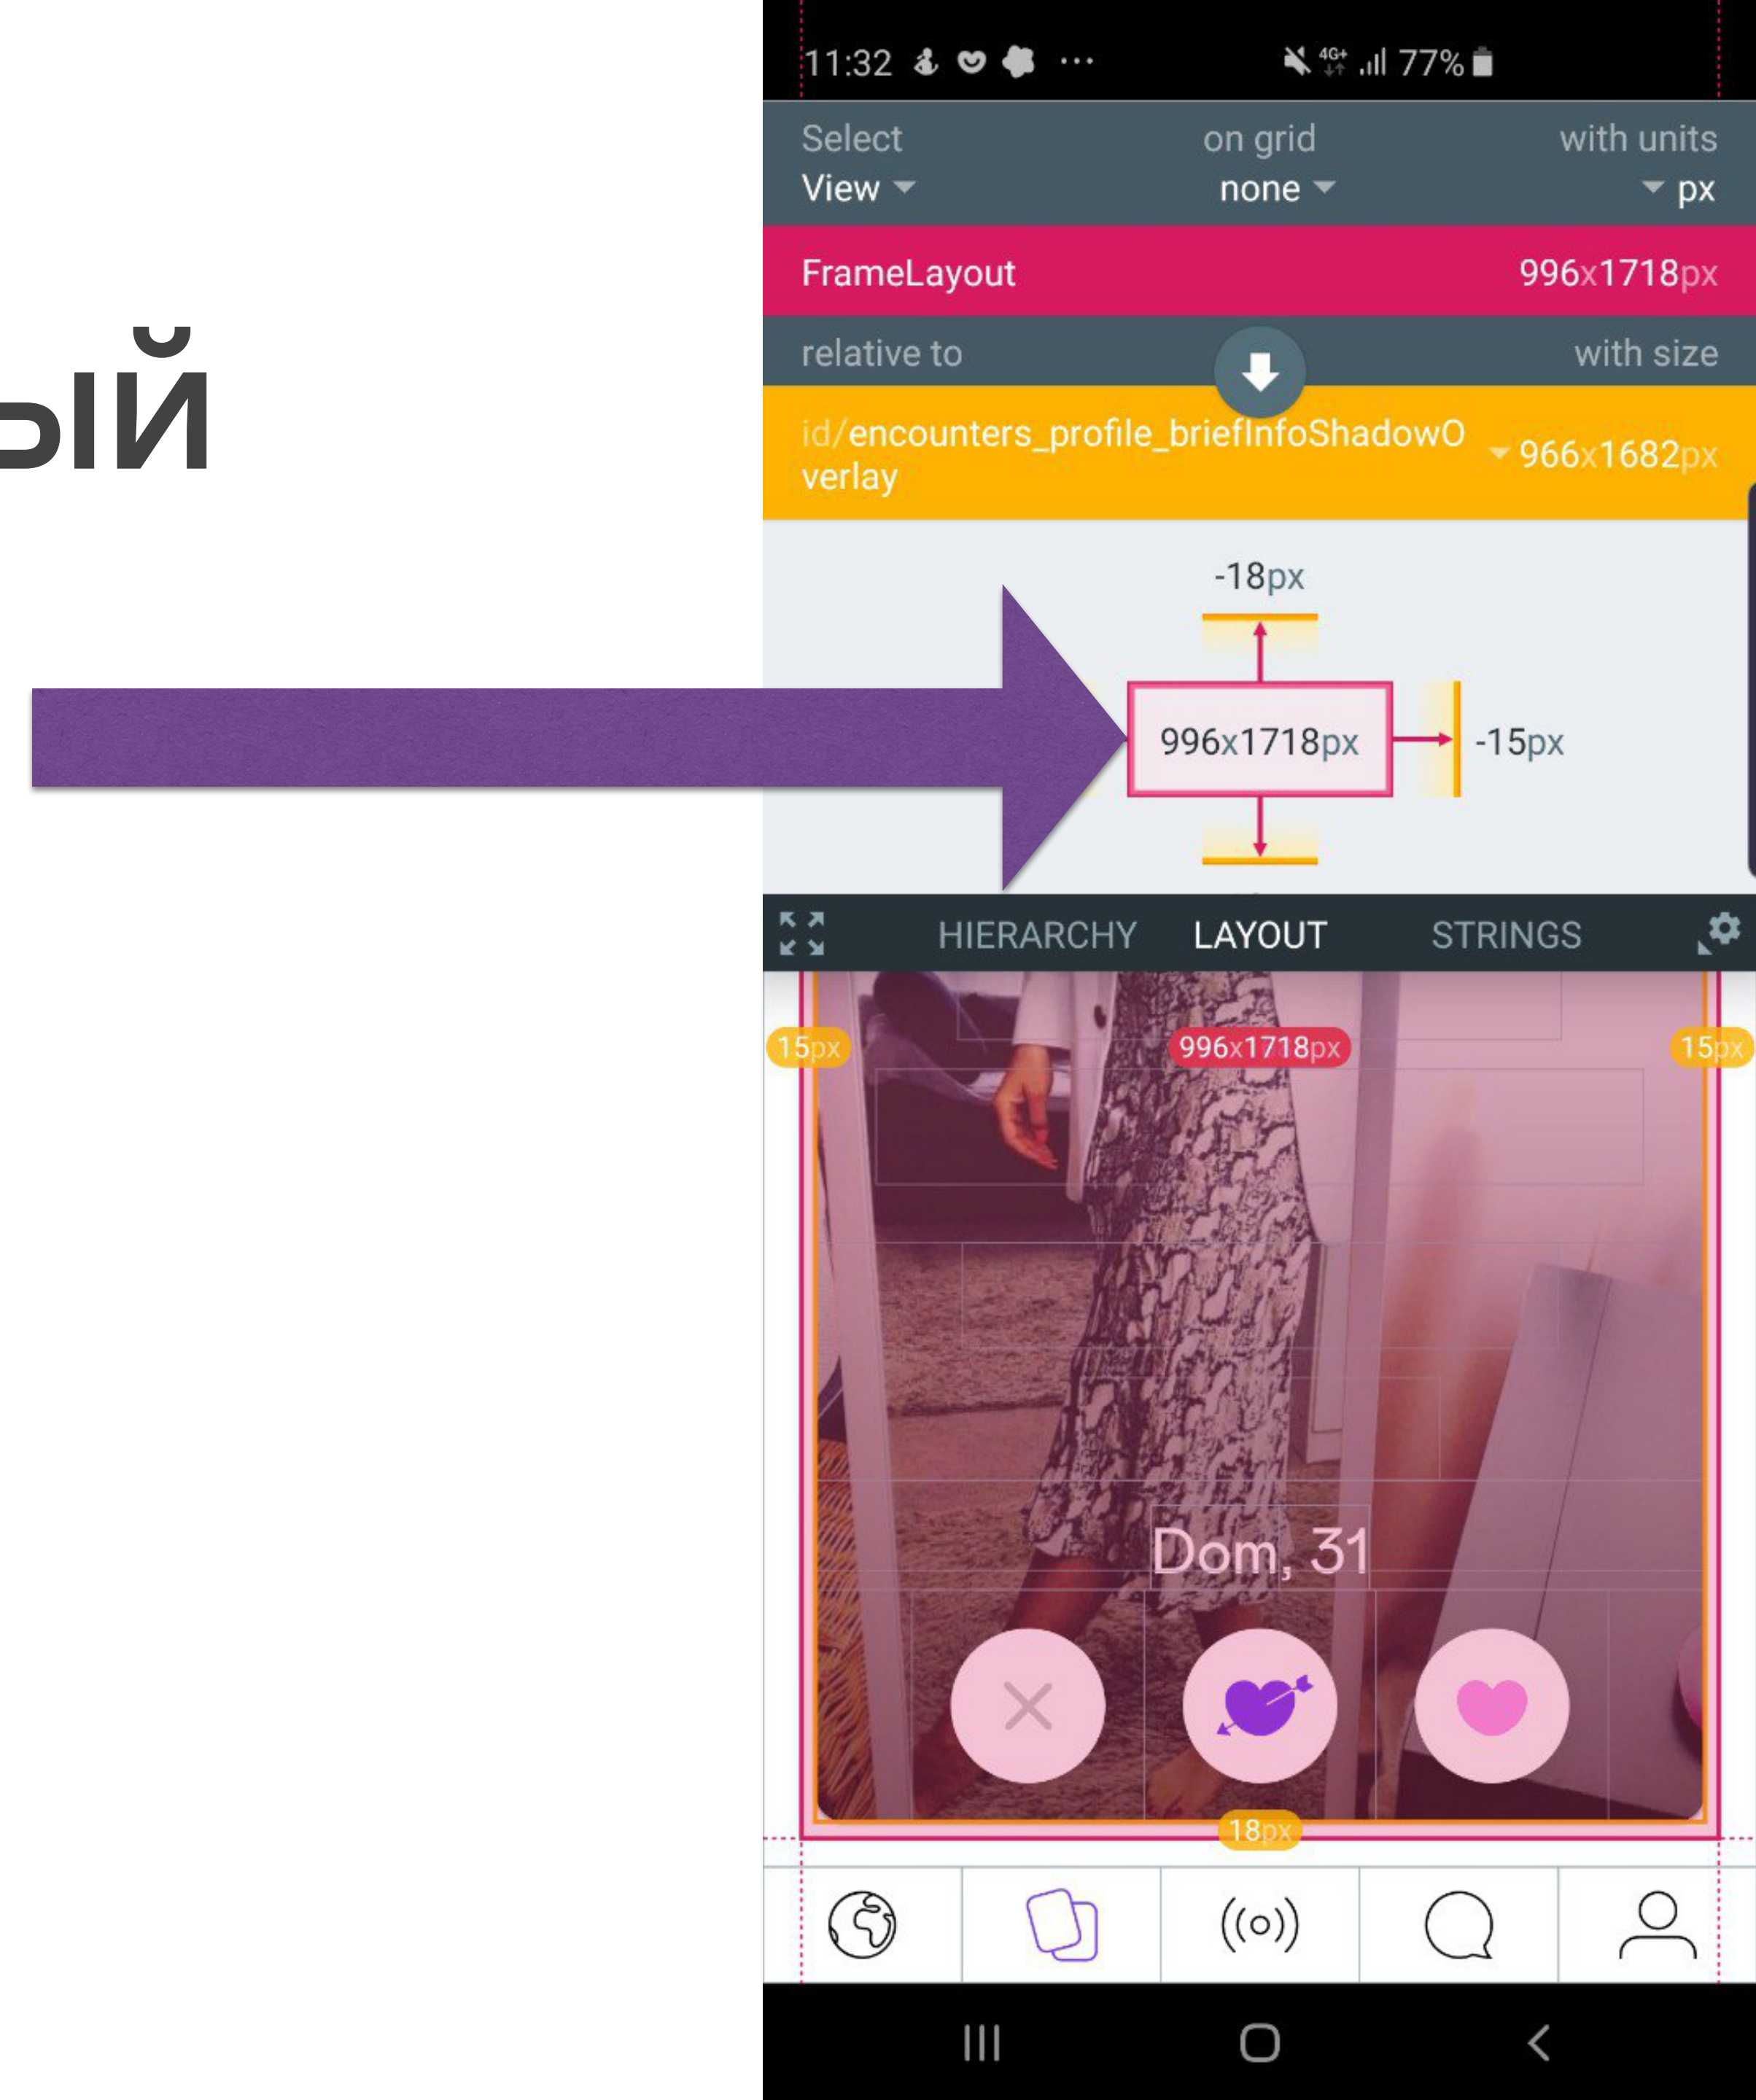 ый
11:32 ... 4G+ 77%
Select on grid with units
View none px
FrameLayout 996x1718px
relative to with size
id/encounters_profile_briefInfoShadowO
verlay
966x1682px
-18px
996x1718px -15px
HIERARCHY LAYOUT STRINGS
15px 996x1718px 15px
Dom, 31
18px